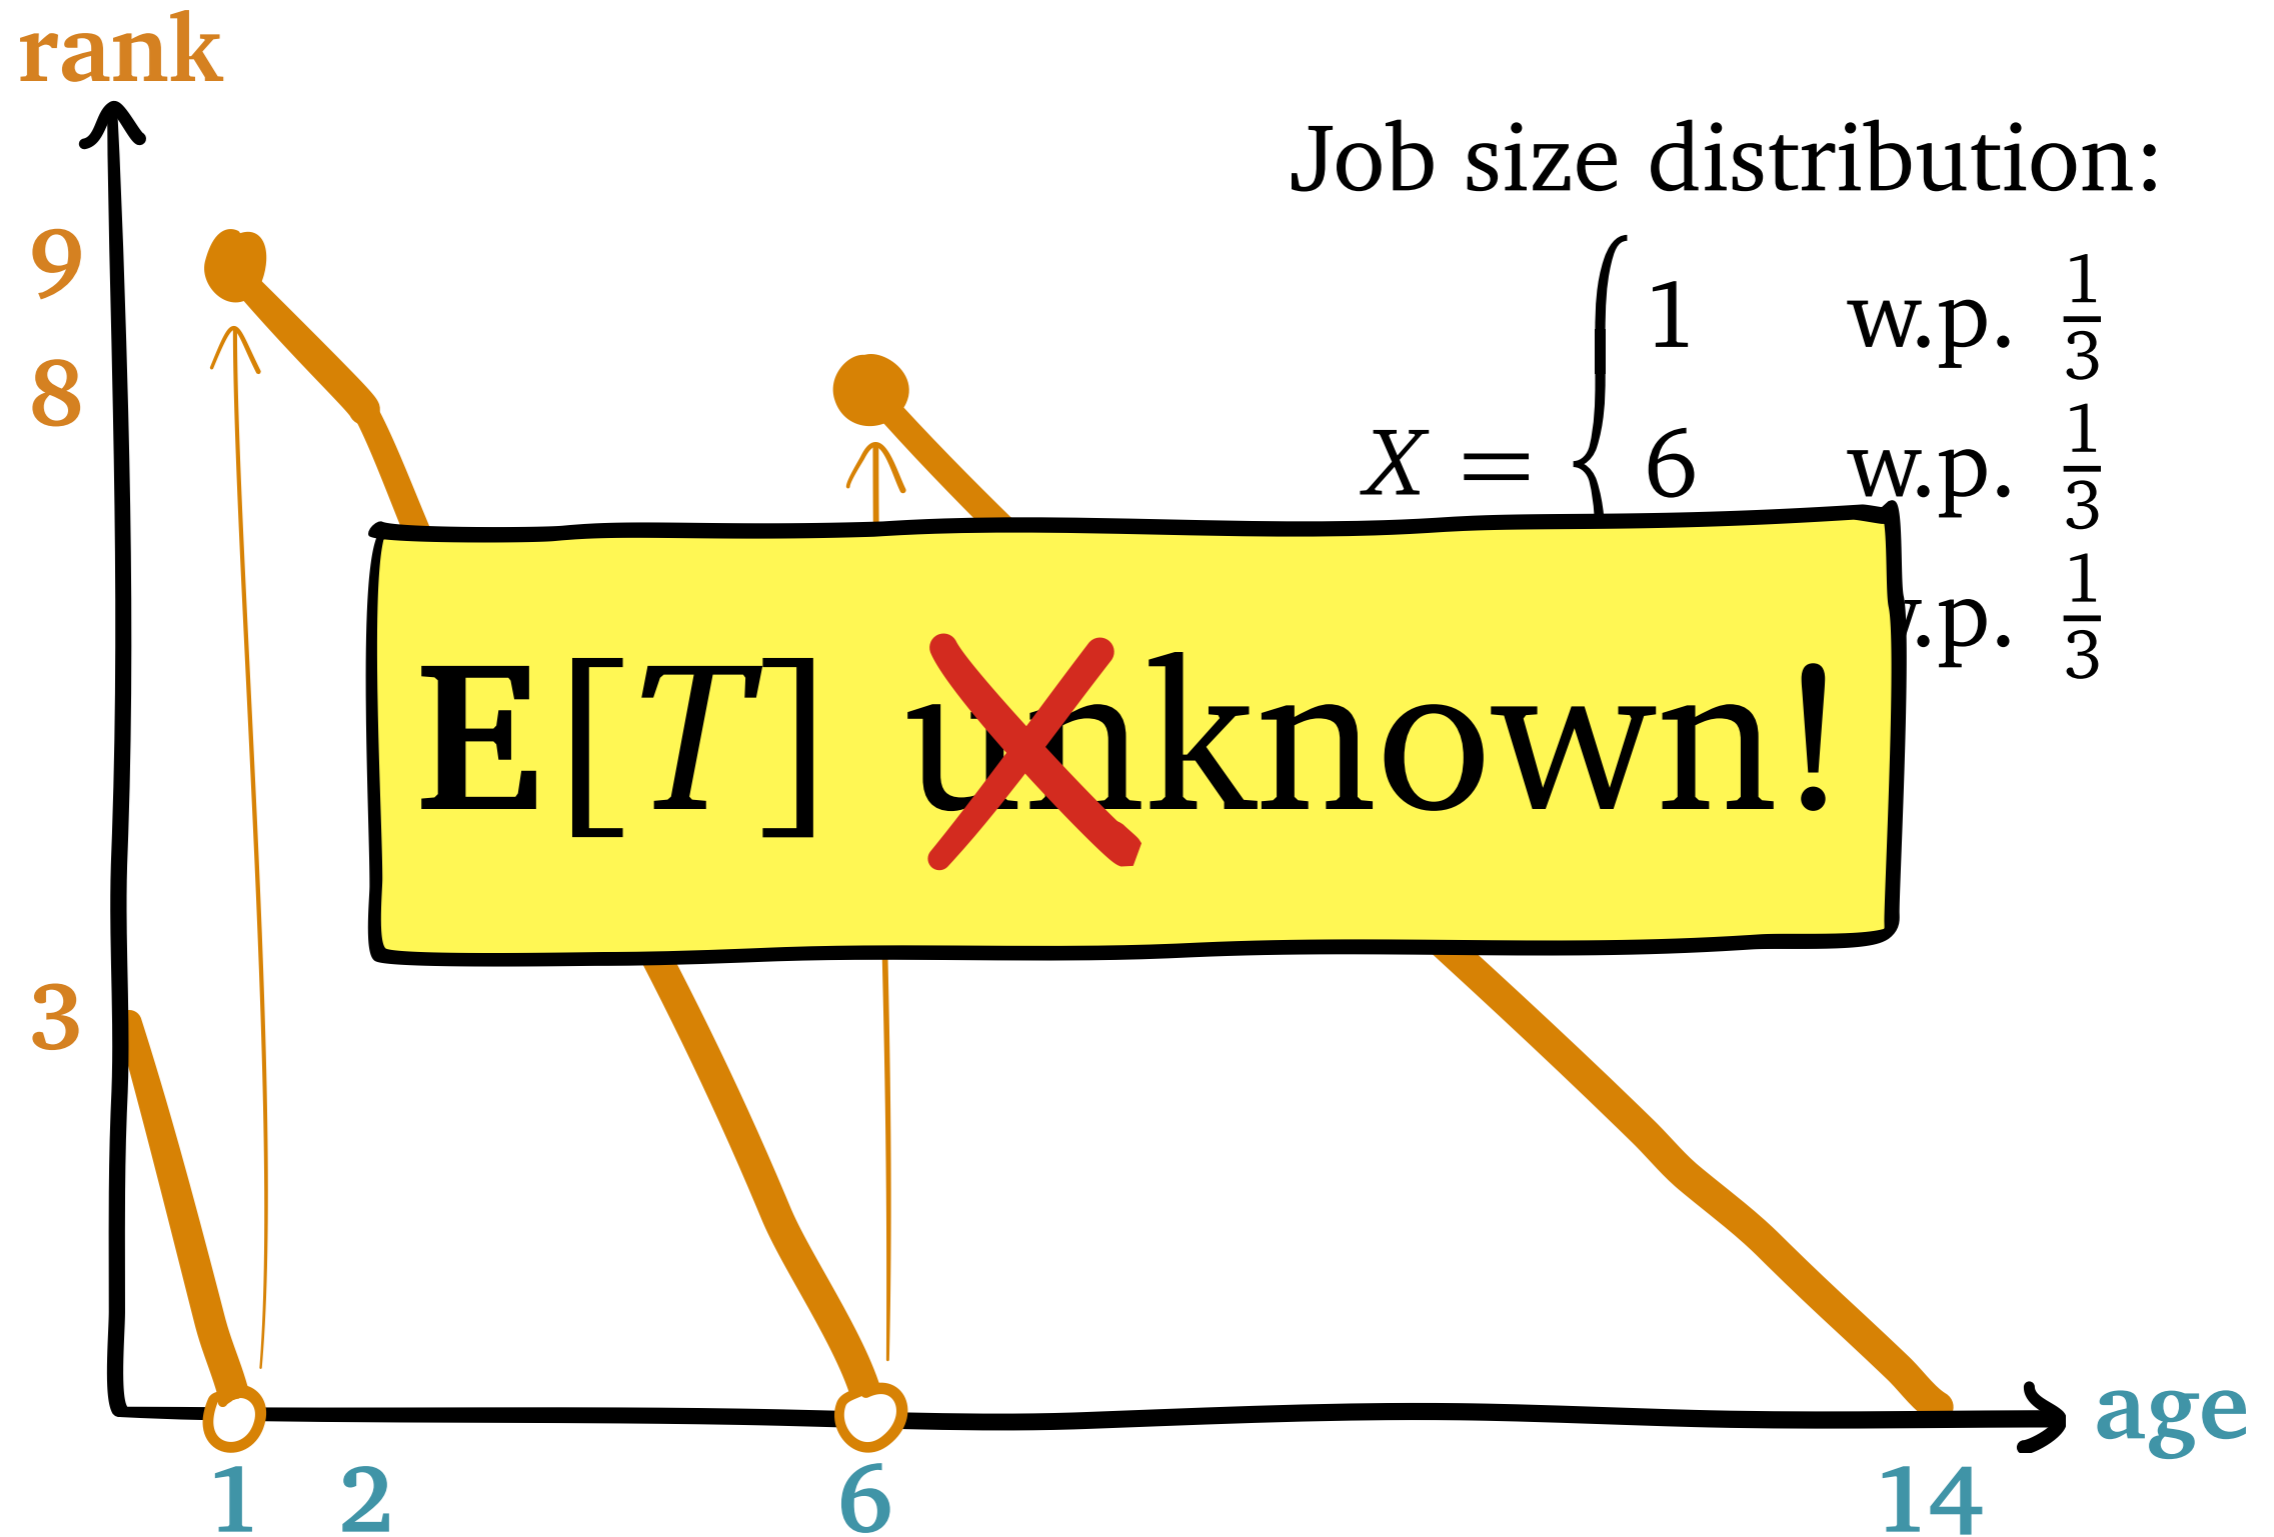 rank
9
8
3
Job size distribution:
X = { 1 w.p. 1/3
6 w.p. 1/3
.p. 1/3
E[T] unknown!
age
1 2 6 14